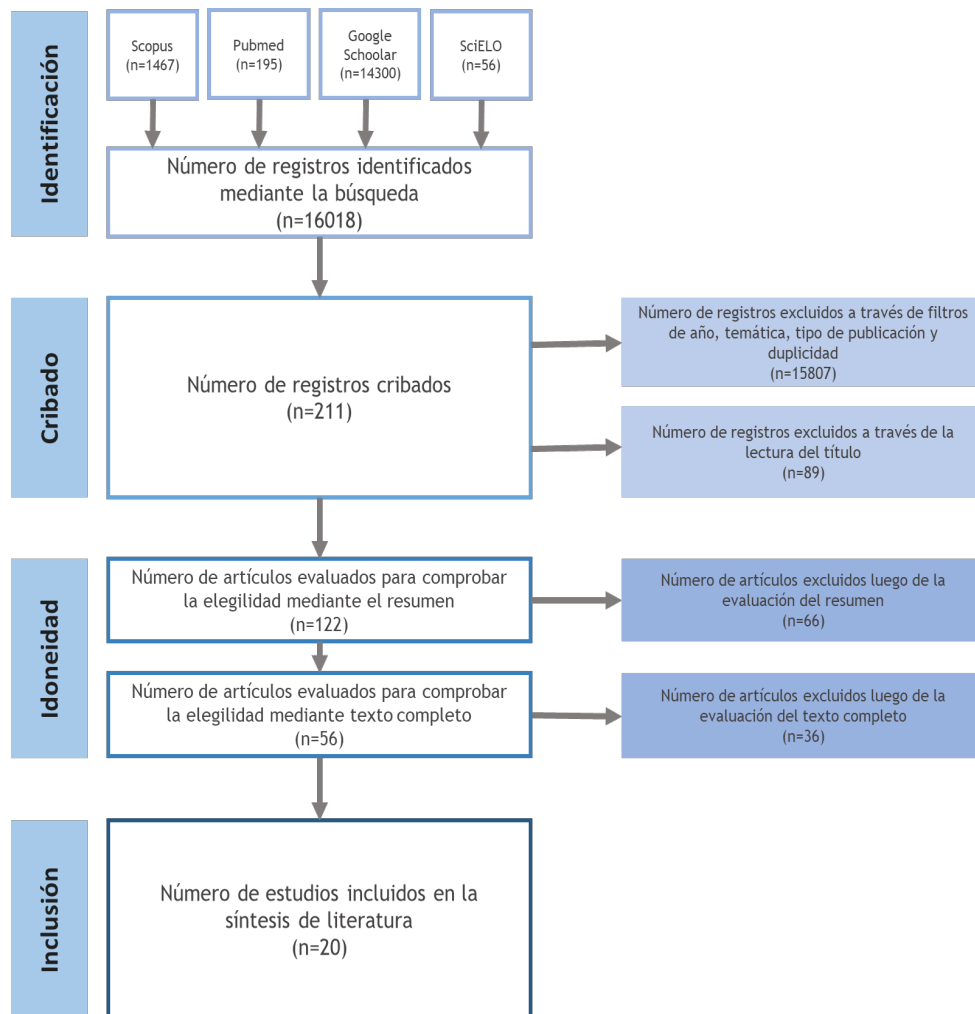 Identificación
Scopus
(n=1467)
Pubmed
(n=195)
Google
Schoolar
(n=14300)
SciELO
(n=56)
Número de registros identificados
mediante la búsqueda
(n=16018)
Cribado
Número de registros cribados
(n=211)
Número de registros excluidos a través de filtros
de año, temática, tipo de publicación y
duplicidad
(n=15807)
Número de registros excluidos a través de la
lectura del título
(n=89)
Idoneidad
Número de artículos evaluados para comprobar
la elegilidad mediante el resumen
(n=122)
Número de artículos excluidos luego de la
evaluación del resumen
(n=66)
Número de artículos evaluados para comprobar
la elegilidad mediante texto completo
(n=56)
Número de artículos excluidos luego de la
evaluación del texto completo
(n=36)
Inclusión
Número de estudios incluidos en la
síntesis de literatura
(n=20)